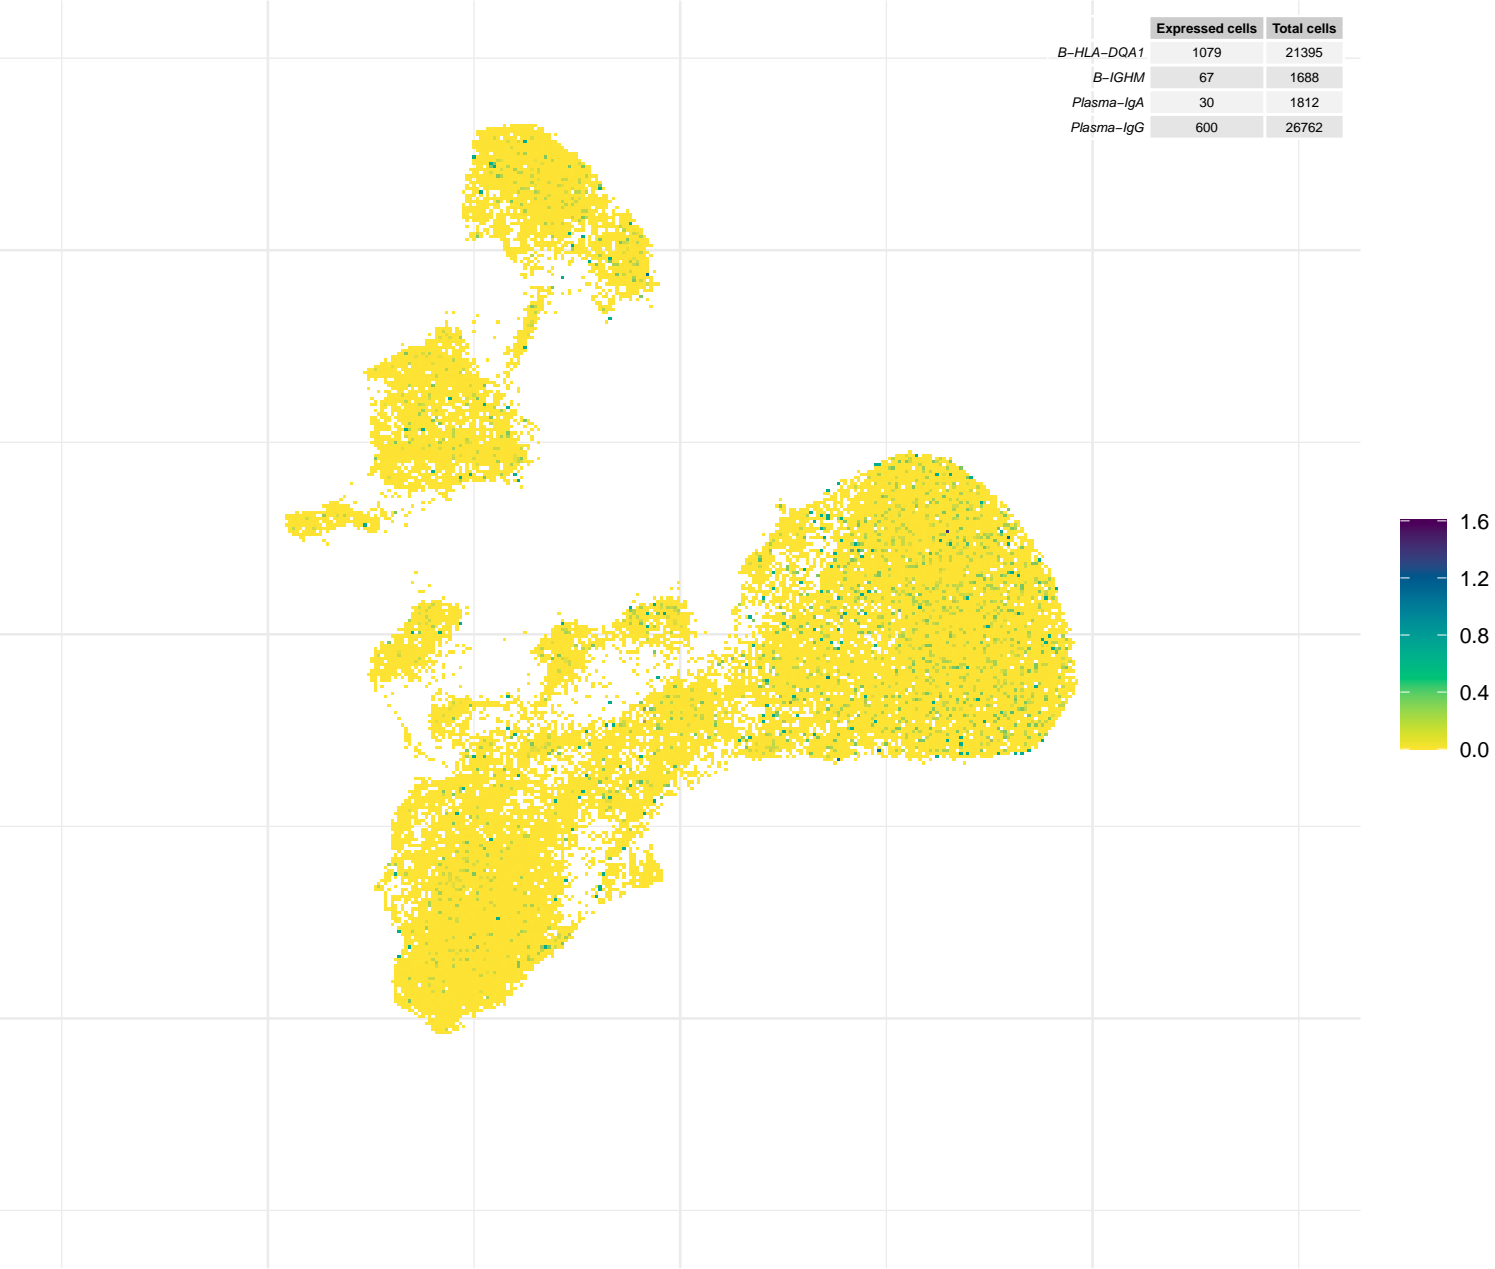 Expressed cells Total cells
B−HLA−DQA1 1079 21395
B−IGHM 67 1688
Plasma−IgA 30 1812
Plasma−IgG 600 26762
1.6
1.2
0.8
0.4
0.0